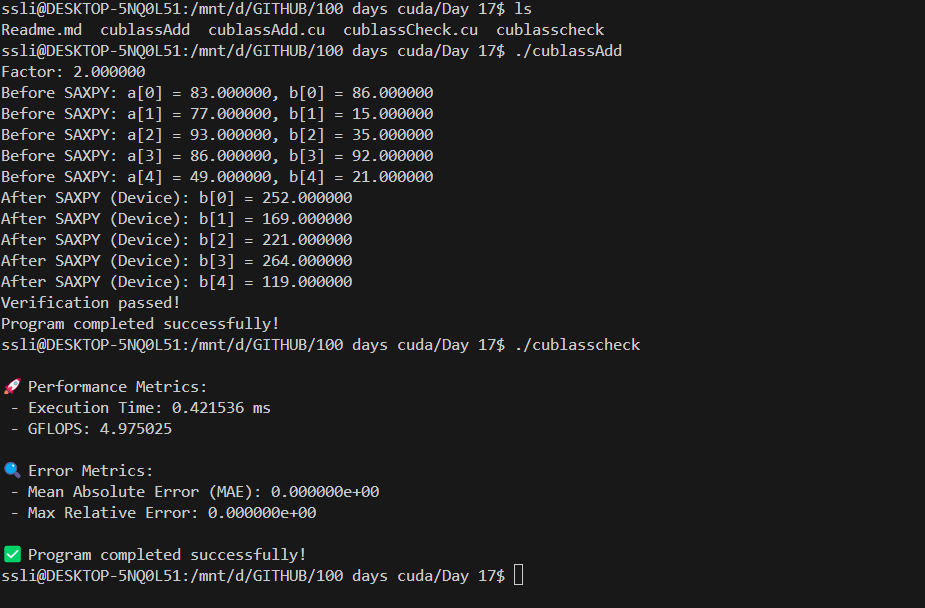 ssli@DESKTOP-5NQ0L51:/mnt/d/GITHUB/100 days cuda/Day 17$ ls
Readme.md  cublassAdd  cublassAdd.cu  cublassCheck.cu  cublasscheck
ssli@DESKTOP-5NQ0L51:/mnt/d/GITHUB/100 days cuda/Day 17$ ./cublassAdd
Factor: 2.000000
Before SAXPY: a[0] = 83.000000, b[0] = 86.000000
Before SAXPY: a[1] = 77.000000, b[1] = 15.000000
Before SAXPY: a[2] = 93.000000, b[2] = 35.000000
Before SAXPY: a[3] = 86.000000, b[3] = 92.000000
Before SAXPY: a[4] = 49.000000, b[4] = 21.000000
After SAXPY (Device): b[0] = 252.000000
After SAXPY (Device): b[1] = 169.000000
After SAXPY (Device): b[2] = 221.000000
After SAXPY (Device): b[3] = 264.000000
After SAXPY (Device): b[4] = 119.000000
Verification passed!
Program completed successfully!
ssli@DESKTOP-5NQ0L51:/mnt/d/GITHUB/100 days cuda/Day 17$ ./cublasscheck
🚀 Performance Metrics:
 - Execution Time: 0.421536 ms
 - GFLOPS: 4.975025
🔍 Error Metrics:
 - Mean Absolute Error (MAE): 0.000000e+00
 - Max Relative Error: 0.000000e+00
✅ Program completed successfully!
ssli@DESKTOP-5NQ0L51:/mnt/d/GITHUB/100 days cuda/Day 17$